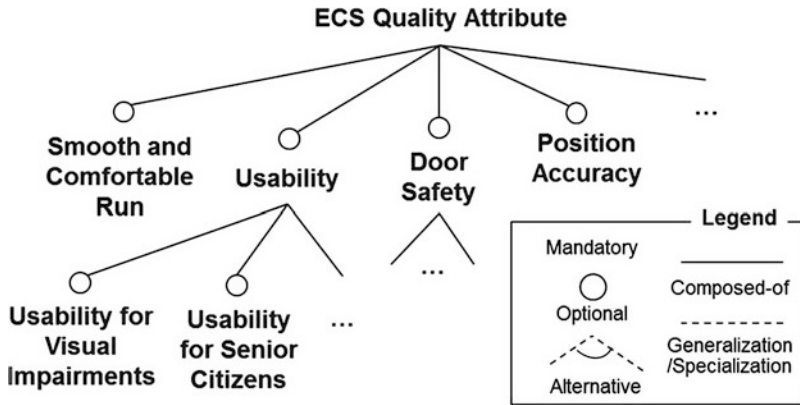 ECS Quality Attribute
...
Smooth and
Comfortable
Run
Usability
Door
Safety
Position
Accuracy
...
...
Usability for
Visual
Impairments
Usability
for Senior
Citizens
Legend
Mandatory
Optional
Alternative
Composed-of
Generalization
/Specialization